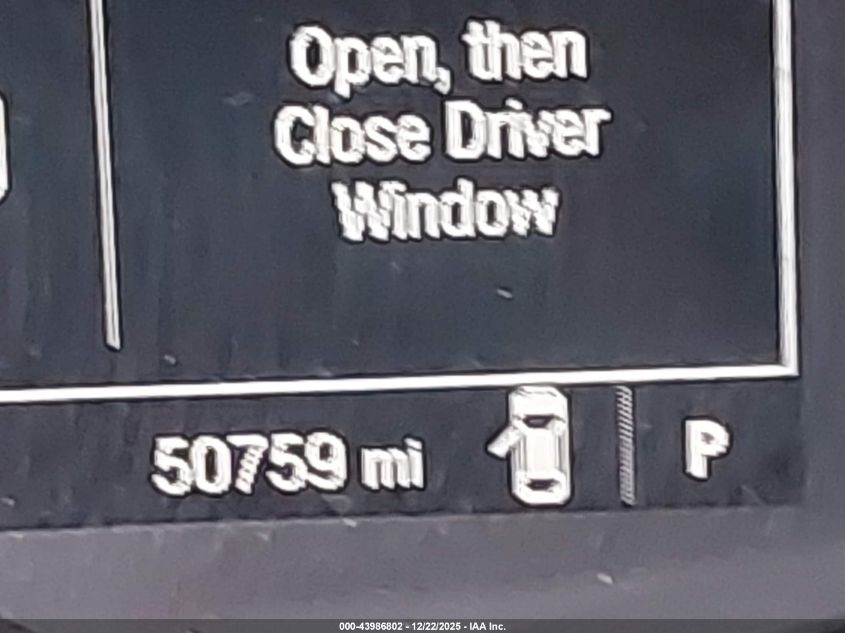 Open, then
Close Driver
Window
50759 mi P
000-43986802 - 12/22/2025 - IAA Inc.